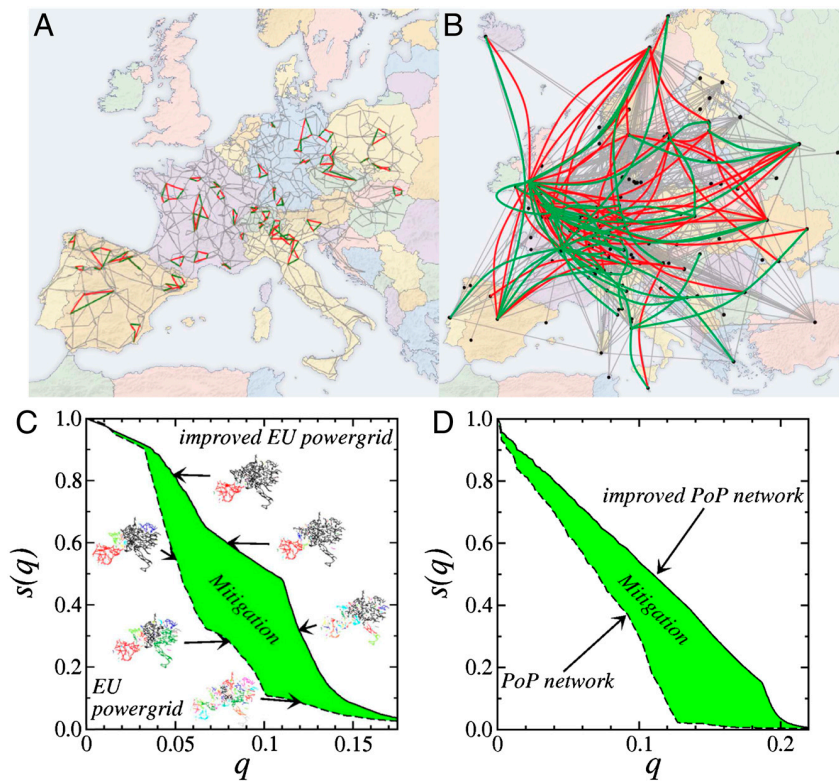 A
B
C
1.0
0.8
0.6
0.4
0.2
0.0
s(q)
improved EU powergrid
Mitigation
EU
powergrid
0.05
0.1
0.15
q
D
1.0
0.8
0.6
0.4
0.2
0.0
s(q)
improved PoP network
Mitigation
PoP network
0
0.1
0.2
q